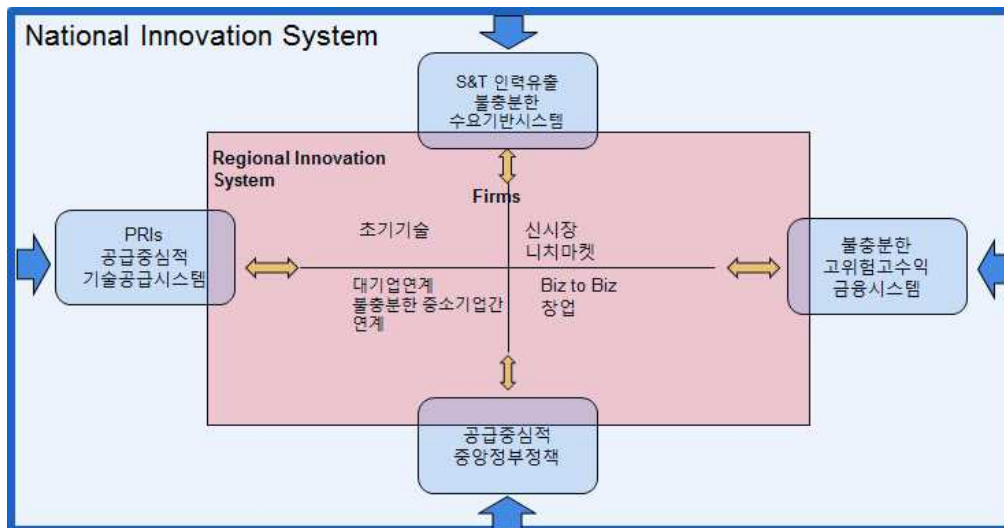 National Innovation System
S&T 인력유출
불충분한
수요기반시스템
Regional Innovation
System
Firms
PRIs
공급중심적
기술공급시스템
초기기술
신시장
니치마켓
불충분한
고위험고수익
금융시스템
대기업연계
불충분한 중소기업간
연계
Biz to Biz
창업
공급중심적
중앙정부정책